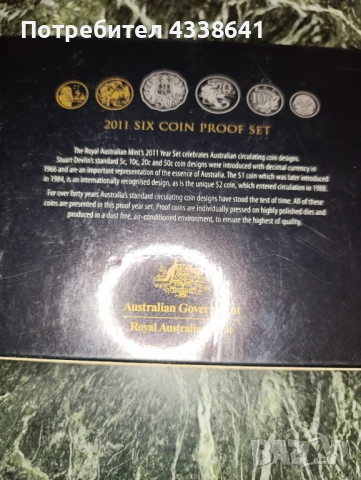 Потребител 4338651
50
20
10
2011 SIX COIN PROOF SET
The Royal Australian Mint's 2011 Year Set celebrates Australian circulating coin designs.
Stuart Devlin's standard 5c, 10c, 20c and 50c coin designs were introduced with decimal currency in
1966 and are an important representation of the essence of Australia. The $1 coin which was later introduced
in 1984, is an internationally recognised design, as is the unique $2 coin, which entered circulation in 1988.
For over forty years Australia's standard circulating coin designs have stood the test of time. All of these
coins are presented in this proof year set. Proof coins are individually pressed on highly polished dies and
produced in a dust free, air-conditioned environment, to ensure the highest of quality.
Australian Government
Royal Australian Mint
BAZAR